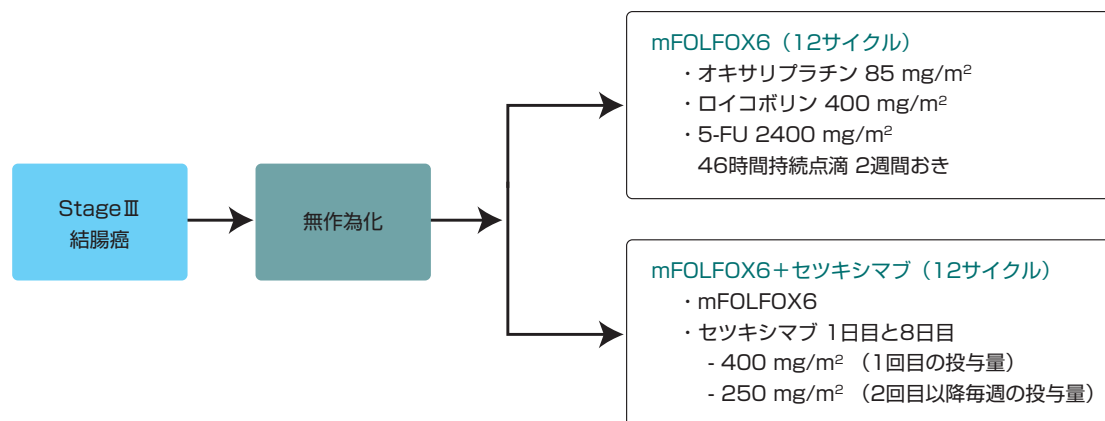 StageⅢ
結腸癌
無作為化
mFOLFOX6（12サイクル）
・オキサリプラチン 85 mg/m²
・ロイコボリン 400 mg/m²
・5-FU 2400 mg/m²
46時間持続点滴 2週間おき
mFOLFOX6＋セツキシマブ（12サイクル）
・mFOLFOX6
・セツキシマブ 1日目と8日目
- 400 mg/m² （1回目の投与量）
- 250 mg/m² （2回目以降毎週の投与量）